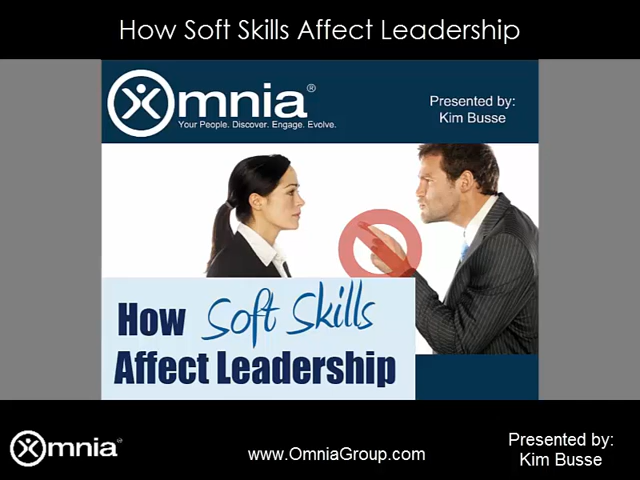 How Soft Skills Affect Leadership
Omnia®
Your People. Discover. Engage. Evolve.
Presented by:
Kim Busse
How Soft Skills
Affect Leadership
Omnia®
www.OmniaGroup.com
Presented by:
Kim Busse